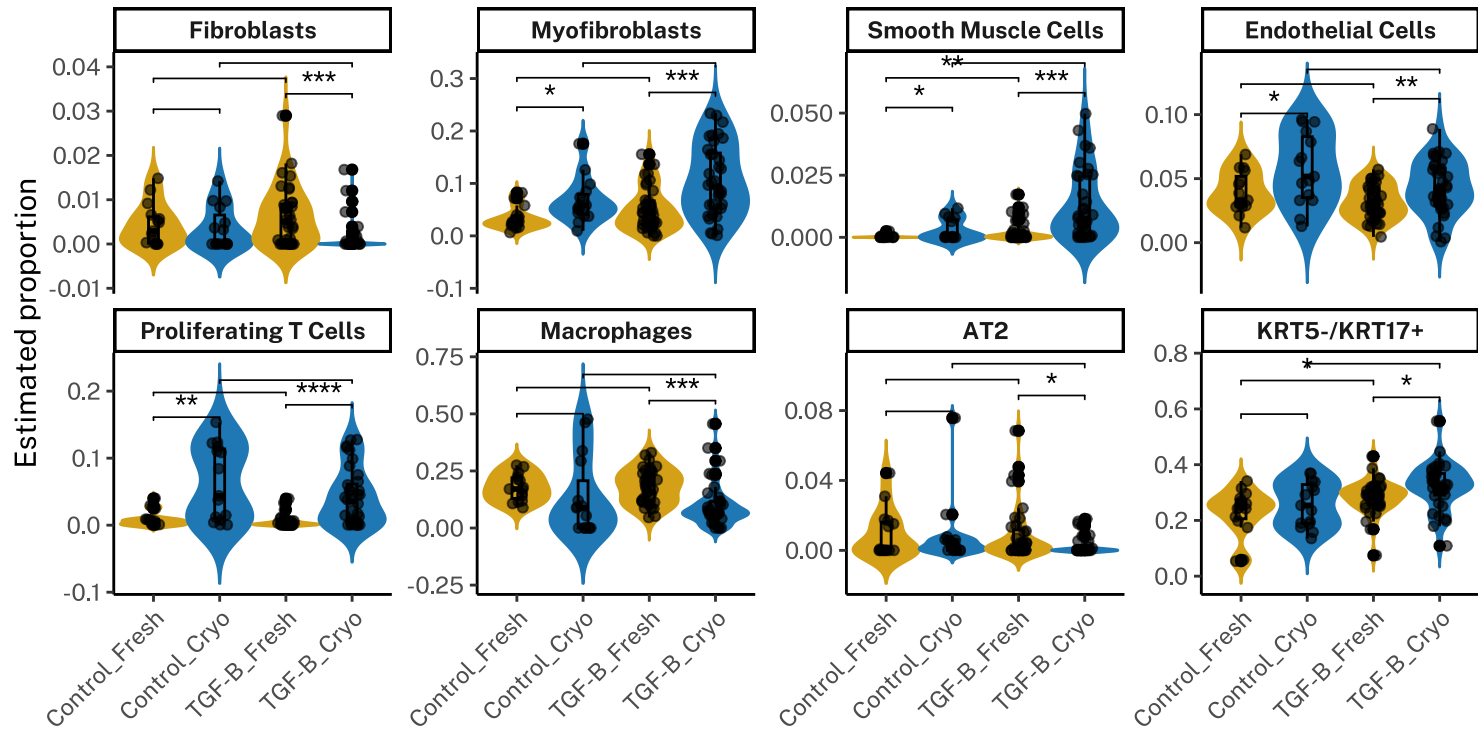 Fibroblasts
Myofibroblasts
Smooth Muscle Cells
Endothelial Cells
Estimated proportion
0.04
0.03
0.02
0.01
0.00
-0.01
***
0.3
0.2
0.1
0.0
-0.1
*
***
0.050
0.025
0.000
*
**
***
0.10
0.05
0.00
*
**
Proliferating T Cells
Macrophages
AT2
KRT5-/KRT17+
0.2
0.1
0.0
-0.1
**
****
0.75
0.50
0.25
0.00
-0.25
***
0.08
0.04
0.00
*
0.8
0.6
0.4
0.2
0.0
*
*
Control_Fresh
Control_Cryo
TGF-B_Fresh
TGF-B_Cryo
Control_Fresh
Control_Cryo
TGF-B_Fresh
TGF-B_Cryo
Control_Fresh
Control_Cryo
TGF-B_Fresh
TGF-B_Cryo
Control_Fresh
Control_Cryo
TGF-B_Fresh
TGF-B_Cryo